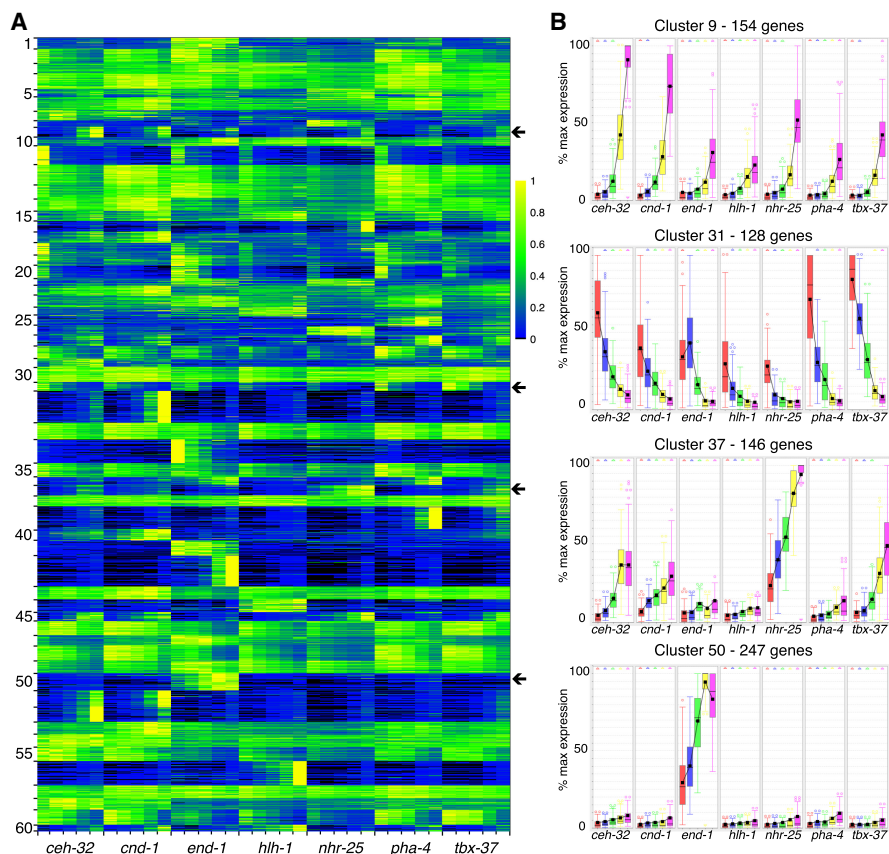 A
1
5
10
15
20
25
30
35
40
45
50
55
60
ceh-32 cnd-1 end-1 hlh-1 nhr-25 pha-4 tbx-37
1
0.8
0.6
0.4
0.2
0
B
Cluster 9 - 154 genes
% max expression
100
50
0
ceh-32 cnd-1 end-1 hlh-1 nhr-25 pha-4 tbx-37
Cluster 31 - 128 genes
% max expression
100
50
0
ceh-32 cnd-1 end-1 hlh-1 nhr-25 pha-4 tbx-37
Cluster 37 - 146 genes
% max expression
100
50
0
ceh-32 cnd-1 end-1 hlh-1 nhr-25 pha-4 tbx-37
Cluster 50 - 247 genes
% max expression
100
50
0
ceh-32 cnd-1 end-1 hlh-1 nhr-25 pha-4 tbx-37